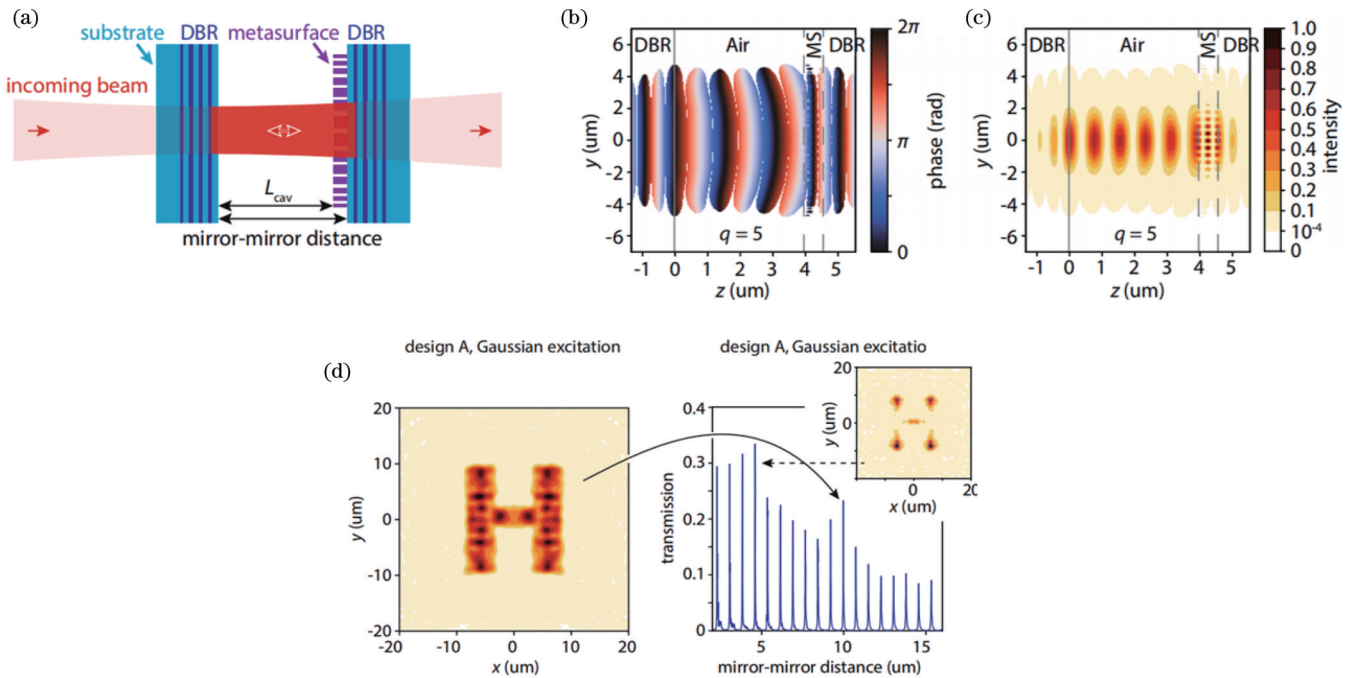 (a)
substrate DBR metasurface DBR
incoming beam
L_cav
mirror-mirror distance
(b)
DBR Air MS DBR
6
4
2
0
-2
-4
-6
y (um)
q = 5
-1 0 1 2 3 4 5
z (um)
2π
π
0
phase (rad)
(c)
DBR Air MS DBR
6
4
2
0
-2
-4
-6
y (um)
q = 5
-1 0 1 2 3 4 5
z (um)
1.0
0.9
0.8
0.7
0.6
0.5
0.4
0.3
0.2
0.1
10⁻⁴
0
intensity
(d)
design A, Gaussian excitation
20
10
0
-10
-20
y (um)
-20 -10 0 10 20
x (um)
design A, Gaussian excitatio
0.4
0.3
0.2
0.1
0
transmission
5 10 15
mirror-mirror distance (um)
20
0
y (um)
0 20
x (um)